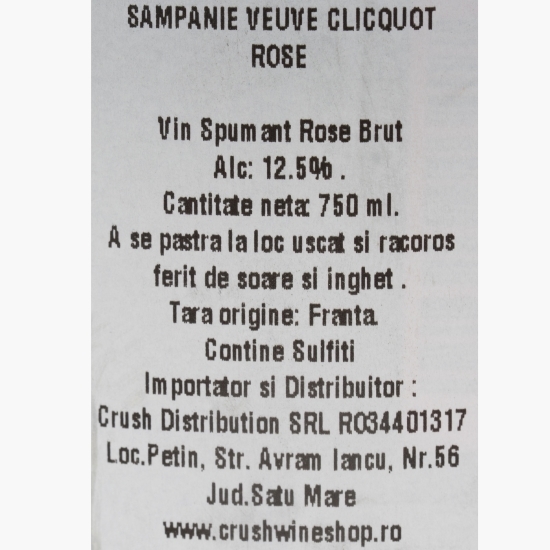 SAMPANIE VEUVE CLICQUOT
ROSE
Vin Spumant Rose Brut
Alc: 12.5% .
Cantitate neta: 750 ml.
A se pastra la loc uscat si racoros
ferit de soare si inghet .
Tara origine: Franta.
Contine Sulfiti
Importator si Distribuitor :
Crush Distribution SRL RO34401317
Loc.Petin, Str. Avram Iancu, Nr.56
Jud.Satu Mare
www.crushwineshop.ro